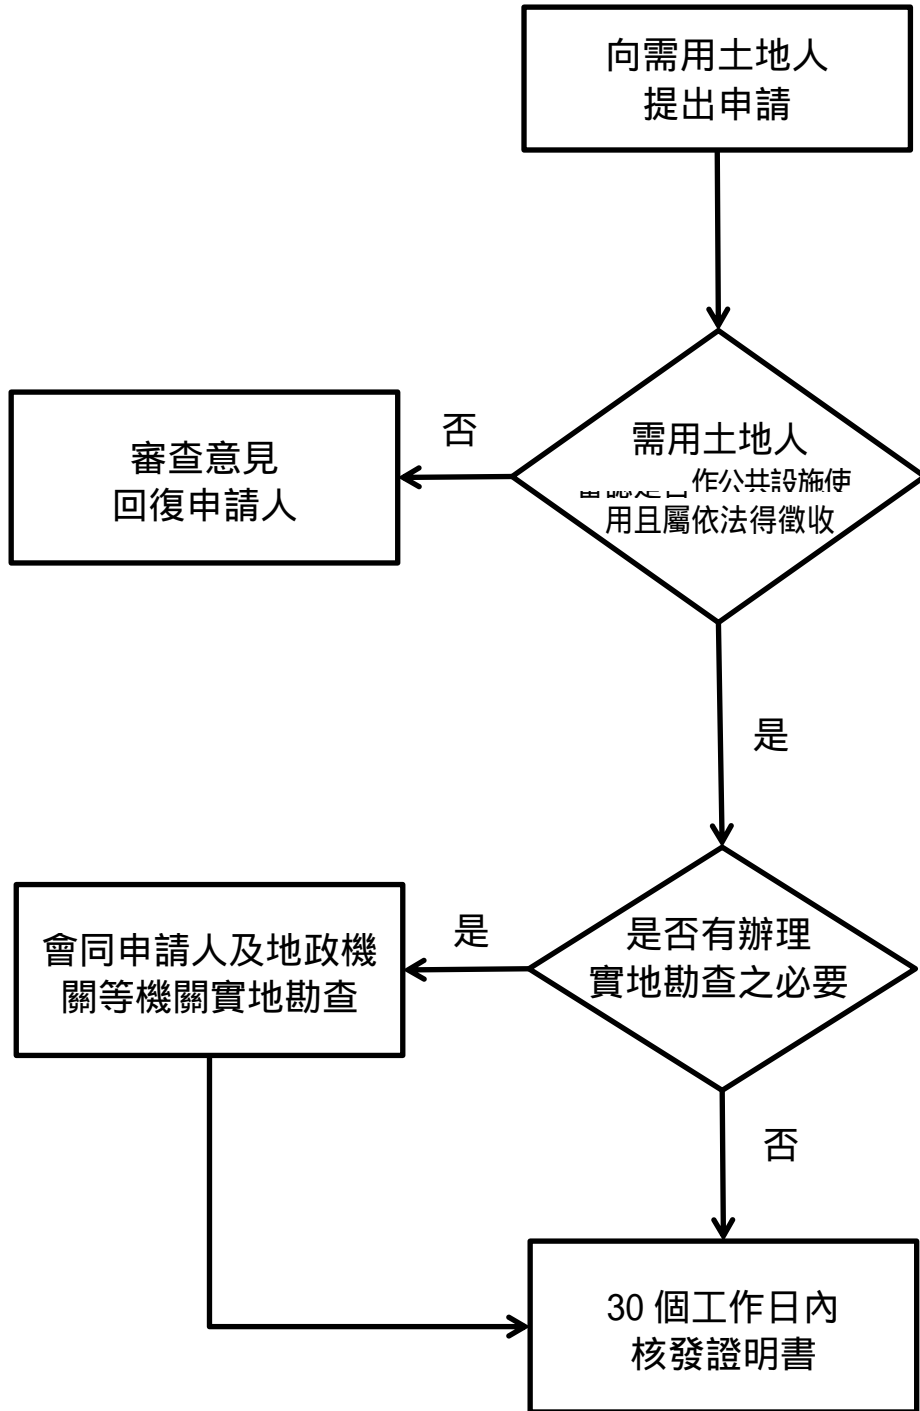 向需用土地人
提出申請
否
審查意見
回復申請人
需用土地人
作公共設施使
用且屬依法得徵收
是
是
會同申請人及地政機
關等機關實地勘查
是否有辦理
實地勘查之必要
否
30 個工作日內
核發證明書